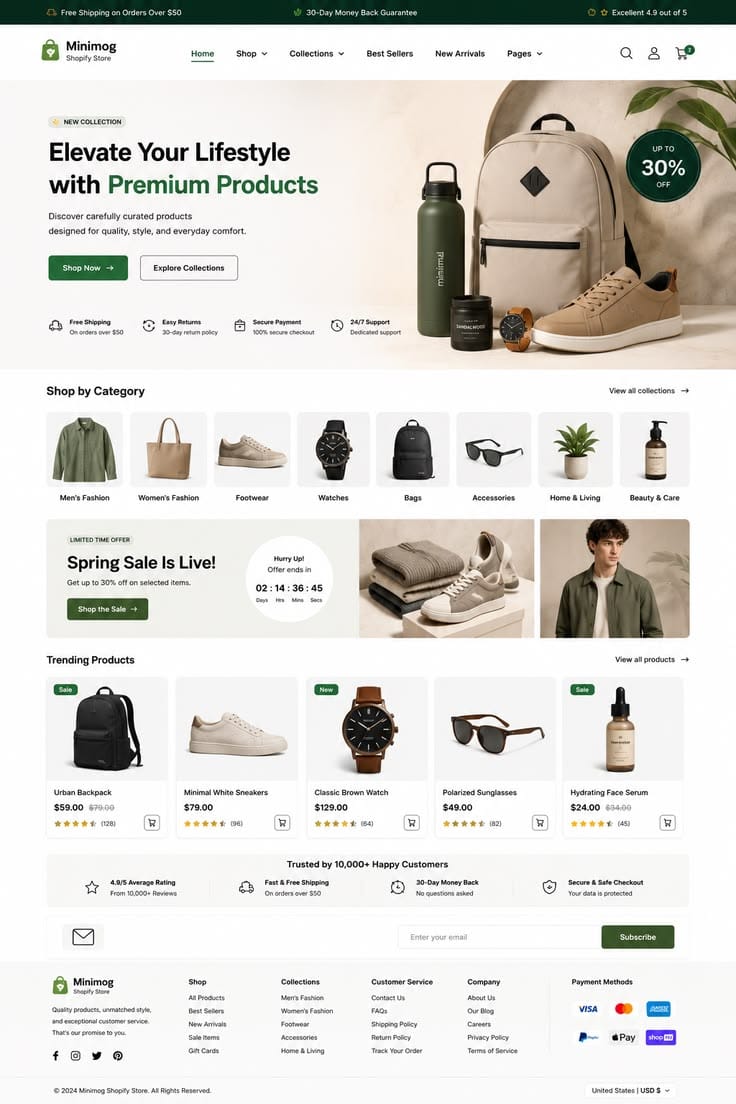 Free Shipping on Orders Over $50
30-Day Money Back Guarantee
Excellent 4.9 out of 5
Minimog
Shopify Store
Home
Shop
Collections
Best Sellers
New Arrivals
Pages
NEW COLLECTION
Elevate Your Lifestyle
with Premium Products
Discover carefully curated products
designed for quality, style, and everyday comfort.
Shop Now →
Explore Collections
Free Shipping
On orders over $50
Easy Returns
30-day return policy
Secure Payment
100% secure checkout
24/7 Support
Dedicated support
UP TO
30%
OFF
SANDALWOOD
Shop by Category
View all collections →
Men's Fashion
Women's Fashion
Footwear
Watches
Bags
Accessories
Home & Living
Beauty & Care
LIMITED TIME OFFER
Spring Sale Is Live!
Get up to 30% off on selected items.
Shop the Sale →
Hurry Up!
Offer ends in
02 : 14 : 36 : 45
Days Hrs Mins Secs
Trending Products
View all products →
Sale
Urban Backpack
$59.00 $79.00
(128)
Minimal White Sneakers
$79.00
(96)
New
Classic Brown Watch
$129.00
(64)
Polarized Sunglasses
$49.00
(82)
Sale
Hydrating Face Serum
$24.00 $34.00
(45)
Trusted by 10,000+ Happy Customers
4.9/5 Average Rating
From 10,000+ Reviews
Fast & Free Shipping
On orders over $50
30-Day Money Back
No questions asked
Secure & Safe Checkout
Your data is protected
Enter your email
Subscribe
Minimog
Shopify Store
Quality products, unmatched style,
and exceptional customer service.
That's our promise to you.
Shop
All Products
Best Sellers
New Arrivals
Sale Items
Gift Cards
Collections
Men's Fashion
Women's Fashion
Footwear
Accessories
Home & Living
Customer Service
Contact Us
FAQs
Shipping Policy
Return Policy
Track Your Order
Company
About Us
Our Blog
Careers
Privacy Policy
Terms of Service
Payment Methods
VISA
PayPal
Pay
shop
© 2024 Minimog Shopify Store. All Rights Reserved.
United States | USD $